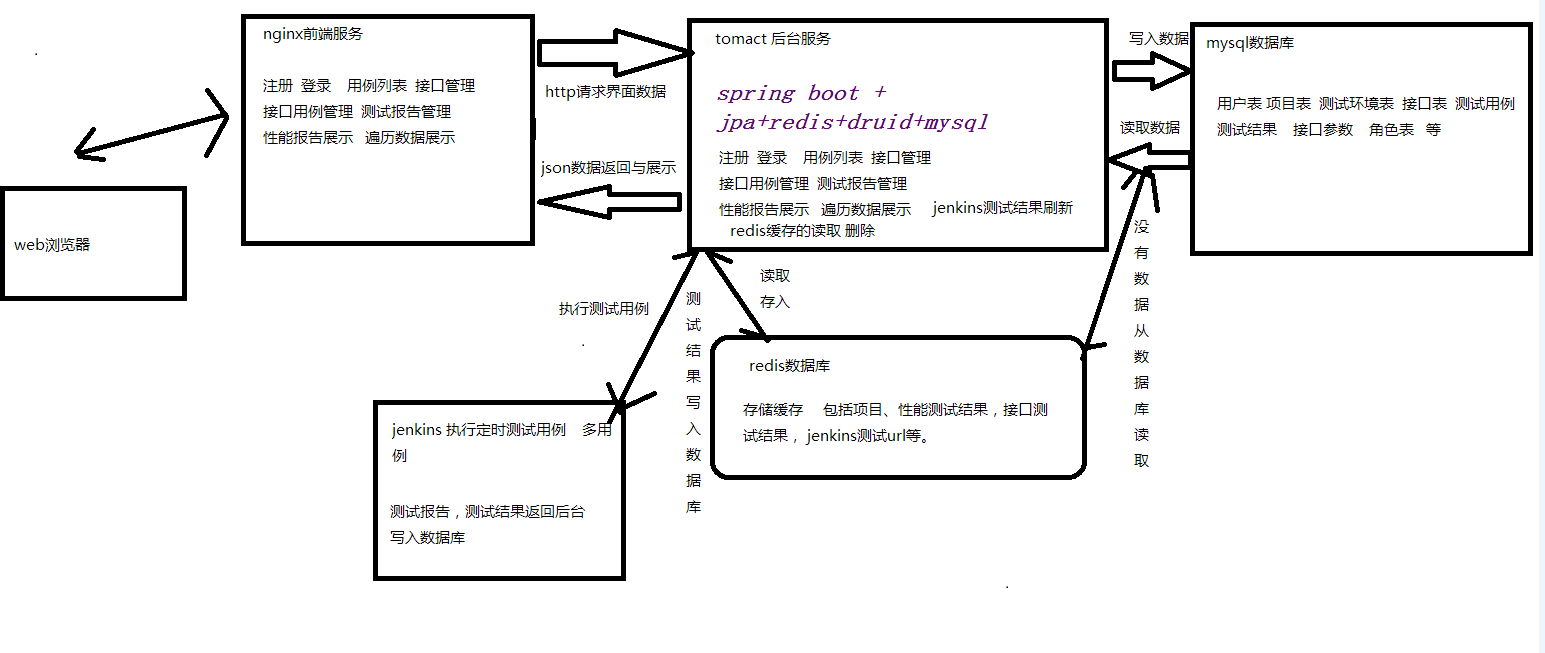 nginx前端服务
注册 登录 用例列表 接口管理
接口用例管理 测试报告管理
性能报告展示 遍历数据展示
web浏览器
http请求界面数据
json数据返回与展示
tomact 后台服务
spring boot +
jpa+redis+druid+mysql
注册 登录 用例列表 接口管理
接口用例管理 测试报告管理
性能报告展示 遍历数据展示 jenkins测试结果刷新
redis缓存的读取 删除
写入数据
读取数据
mysql数据库
用户表 项目表 测试环境表 接口表 测试用例
测试结果 接口参数 角色表 等
执行测试用例
测试结果写入数据库
读取
存入
没有数据从数据库读取
redis数据库
存储缓存 包括项目、性能测试结果，接口测
试结果， jenkins测试url等。
jenkins 执行定时测试用例 多用
例
测试报告，测试结果返回后台
写入数据库